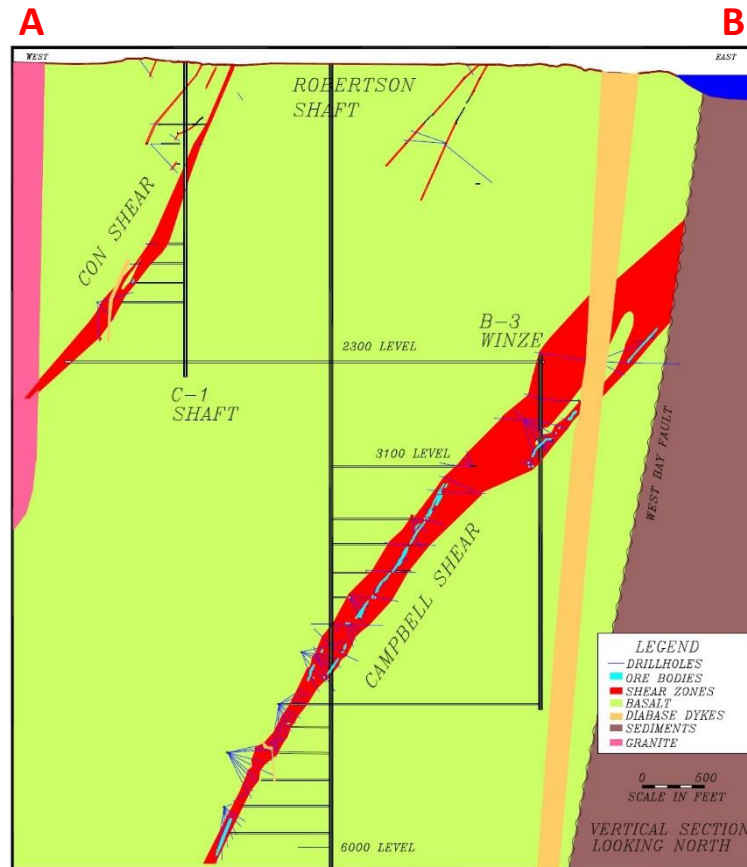 A
B
WEST
EAST
ROBERTSON
SHAFT
CON SHEAR
B-3
WINZE
2300 LEVEL
C-1
SHAFT
3100 LEVEL
WEST BAY FAULT
CAMPBELL SHEAR
LEGEND
DRILLHOLES
ORE BODIES
SHEAR ZONES
BASALT
DIABASE DYKES
SEDIMENTS
GRANITE
0 500
SCALE IN FEET
VERTICAL SECTION
LOOKING NORTH
6000 LEVEL